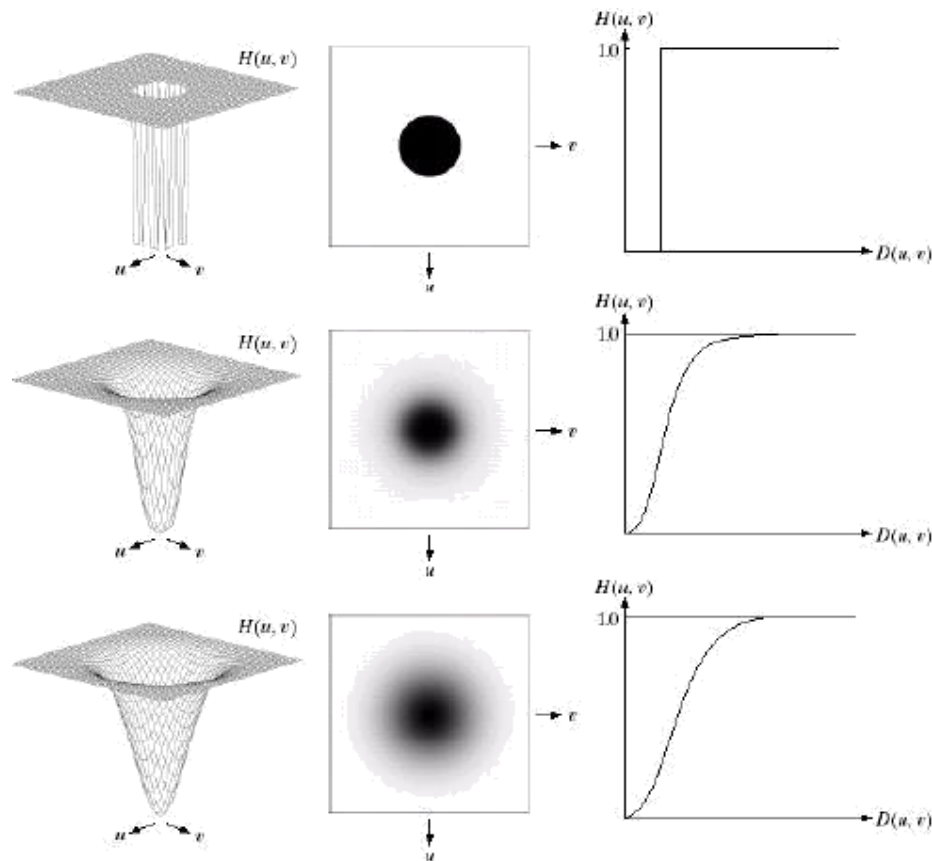 H(u, v)
H(u, v)
1.0
v
D(u, v)
u v
u
H(u, v)
H(u, v)
1.0
v
D(u, v)
u v
u
H(u, v)
H(u, v)
1.0
v
D(u, v)
u v
u